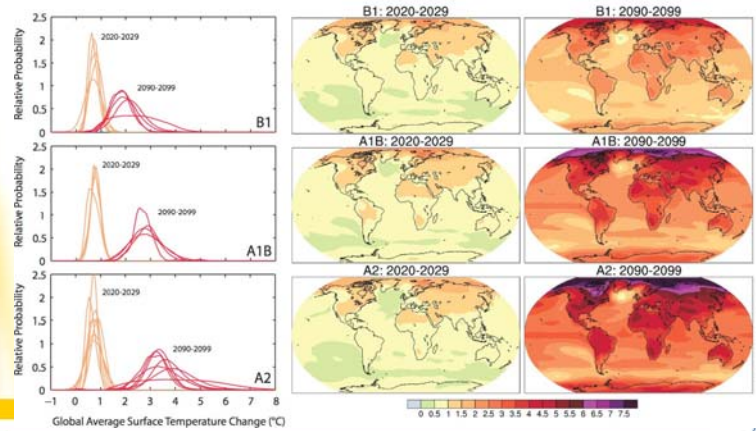 Relative Probability
2.5
2
1.5
1
0.5
0
2020-2029
2090-2099
B1
Relative Probability
2
1.5
1
0.5
0
2020-2029
2090-2099
A1B
Relative Probability
2.5
2
1.5
1
0.5
0
2020-2029
2090-2099
A2
−1 0 1 2 3 4 5 6 7 8
Global Average Surface Temperature Change (°C)
B1: 2020-2029
B1: 2090-2099
A1B: 2020-2029
A1B: 2090-2099
A2: 2020-2029
A2: 2090-2099
0 0.5 1 1.5 2 2.5 3 3.5 4 4.5 5 5.5 6 6.5 7 7.5